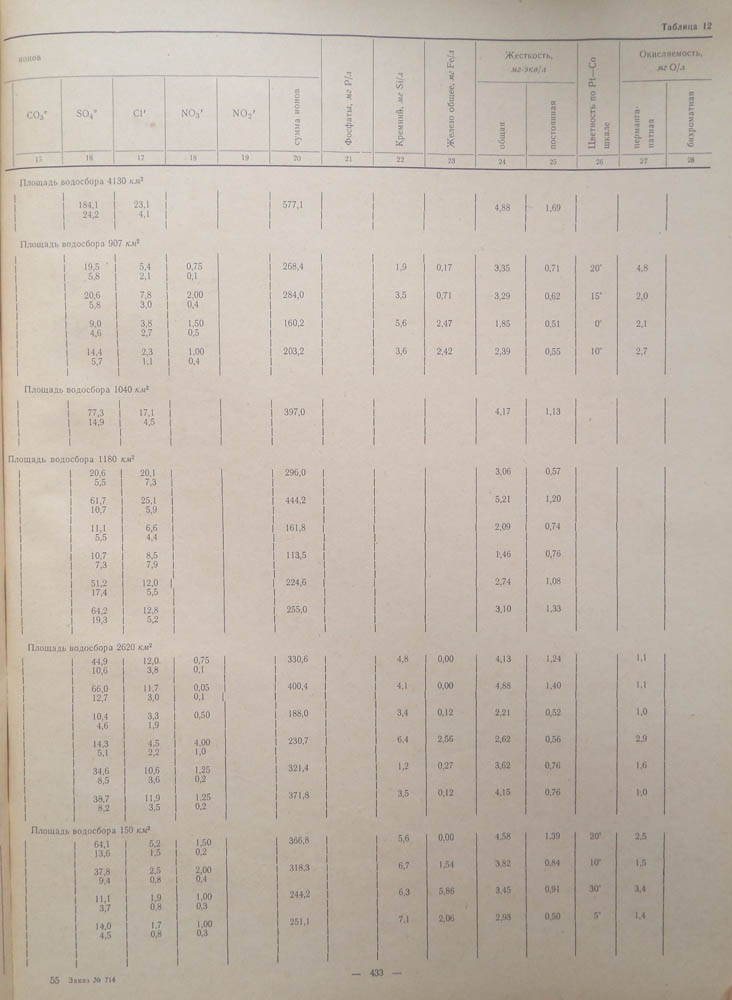 Таблица 12
ионов
Фосфаты, мг P/л
Кремний, мг Si/л
Железо общее, мг Fe/л
Жесткость, мг-экв/л
Цветность по Pt—Co шкале
Окисляемость, мг O/л
CO₃″ SO₄″ Cl′ NO₃′ NO₂′ сумма ионов общая постоянная перманганатная бихроматная
15 16 17 18 19 20 21 22 23 24 25 26 27 28
Площадь водосбора 4130 км²
184,1 23,1 577,1 4,88 1,69
24,2 4,1
Площадь водосбора 907 км²
19,5 5,4 0,75 268,4 1,9 0,17 3,35 0,71 20° 4,8
5,8 2,1 0,1
20,6 7,8 2,00 284,0 3,5 0,71 3,29 0,62 15° 2,0
5,8 3,0 0,4
9,0 3,8 1,50 160,2 5,6 2,47 1,85 0,51 0° 2,1
4,6 2,7 0,5
14,4 2,3 1,00 203,2 3,6 2,42 2,39 0,55 10° 2,7
5,7 1,1 0,4
Площадь водосбора 1040 км²
77,3 17,1 397,0 4,17 1,13
14,9 4,5
Площадь водосбора 1180 км²
20,6 20,1 296,0 3,06 0,57
5,5 7,3
61,7 25,1 444,2 5,21 1,20
10,7 5,9
11,1 6,6 161,8 2,09 0,74
5,5 4,4
10,7 8,5 113,5 1,46 0,76
7,3 7,9
51,2 12,0 224,6 2,74 1,08
17,4 5,5
64,2 12,8 255,0 3,10 1,33
19,3 5,2
Площадь водосбора 2620 км²
44,9 12,0 0,75 330,6 4,8 0,00 4,13 1,24 1,1
10,6 3,8 0,1
66,0 11,7 0,05 400,4 4,1 0,00 4,88 1,40 1,1
12,7 3,0 0,1
10,4 3,3 0,50 188,0 3,4 0,12 2,21 0,52 1,0
4,6 1,9
14,3 4,5 4,00 230,7 6,4 2,56 2,62 0,56 2,9
5,1 2,2 1,0
34,6 10,6 1,25 321,4 1,2 0,27 3,62 0,76 1,6
8,5 3,6 0,2
38,7 11,9 1,25 371,8 3,5 0,12 4,15 0,76 1,0
8,2 3,5 0,2
Площадь водосбора 150 км²
64,1 5,2 1,50 366,8 5,6 0,00 4,58 1,39 20° 2,5
13,6 1,5 0,2
37,8 2,5 2,00 318,3 6,7 1,54 3,82 0,84 10° 1,5
9,4 0,8 0,4
11,1 1,9 1,00 244,2 6,3 5,86 3,45 0,91 30° 3,4
3,7 0,8 0,3
14,0 1,7 1,00 251,1 7,1 2,06 2,93 0,50 5° 1,4
4,5 0,8 0,3
55 Заказ № 714
— 433 —